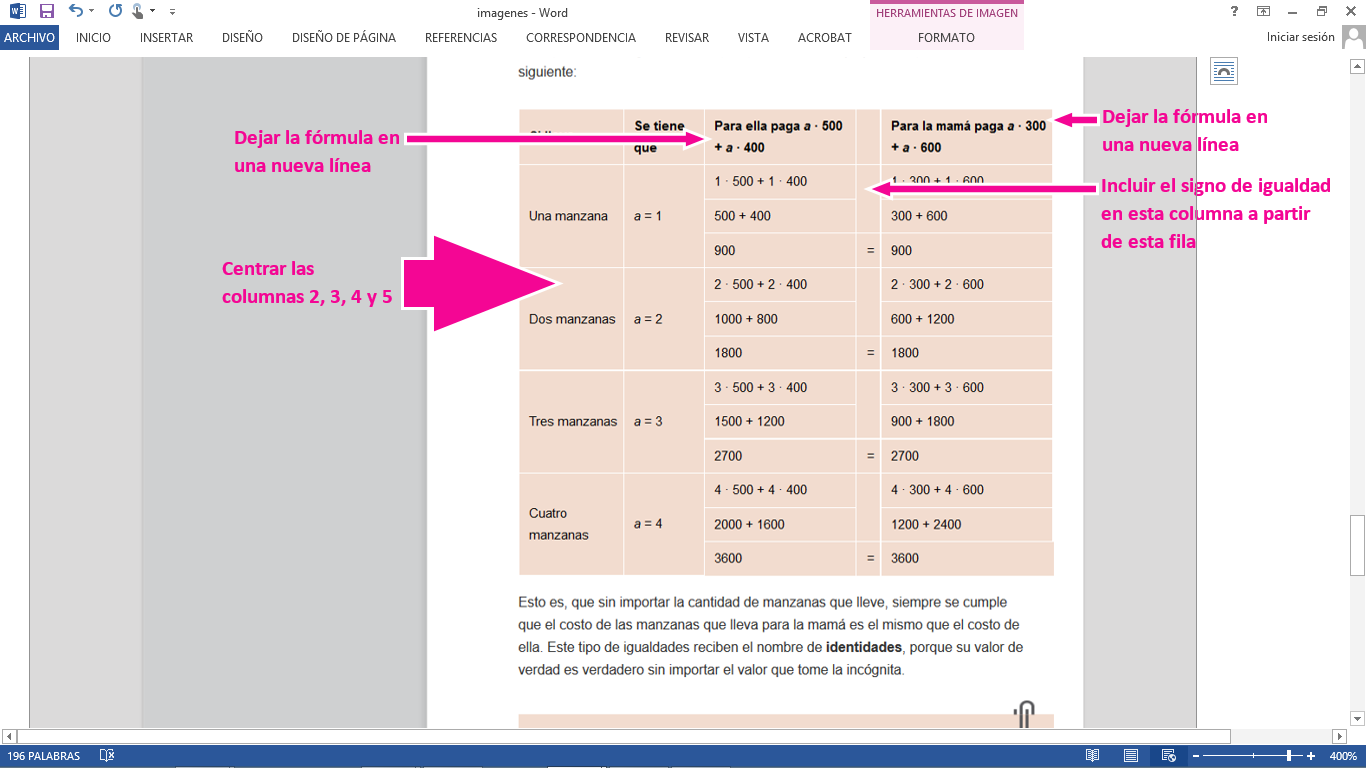 imagenes - Word
HERRAMIENTAS DE IMAGEN
?
ARCHIVO INICIO INSERTAR DISEÑO DISEÑO DE PÁGINA REFERENCIAS CORRESPONDENCIA REVISAR VISTA ACROBAT FORMATO
Iniciar sesión
siguiente:
Dejar la fórmula en
una nueva línea
Se tiene
que
Para ella paga a · 500
+ a · 400
Para la mamá paga a · 300
+ a · 600
Dejar la fórmula en
una nueva línea
1 · 500 + 1 · 400
1 · 300 + 1 · 600
Incluir el signo de igualdad
en esta columna a partir
de esta fila
Una manzana a = 1 500 + 400 300 + 600
900 = 900
Centrar las
columnas 2, 3, 4 y 5
2 · 500 + 2 · 400 2 · 300 + 2 · 600
Dos manzanas a = 2 1000 + 800 600 + 1200
1800 = 1800
3 · 500 + 3 · 400 3 · 300 + 3 · 600
Tres manzanas a = 3 1500 + 1200 900 + 1800
2700 = 2700
4 · 500 + 4 · 400 4 · 300 + 4 · 600
Cuatro
manzanas
a = 4 2000 + 1600 1200 + 2400
3600 = 3600
Esto es, que sin importar la cantidad de manzanas que lleve, siempre se cumple
que el costo de las manzanas que lleva para la mamá es el mismo que el costo de
ella. Este tipo de igualdades reciben el nombre de identidades, porque su valor de
verdad es verdadero sin importar el valor que tome la incógnita.
196 PALABRAS
400%